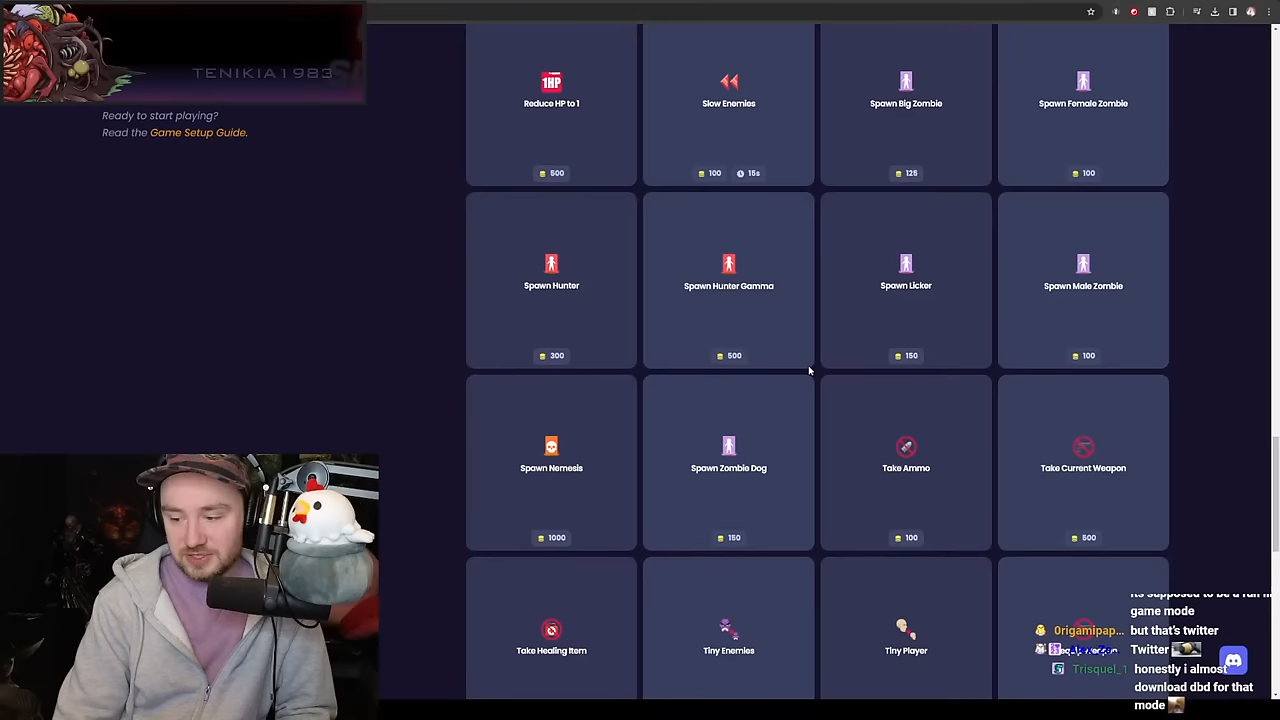 TENIKIA1983
Ready to start playing?
Read the Game Setup Guide.
1HP
Reduce HP to 1
500
Slow Enemies
100 15s
Spawn Big Zombie
125
Spawn Female Zombie
100
Spawn Hunter
300
Spawn Hunter Gamma
500
Spawn Licker
150
Spawn Male Zombie
100
Spawn Nemesis
1000
Spawn Zombie Dog
150
Take Ammo
100
Take Current Weapon
500
Take Healing Item
Tiny Enemies
Tiny Player
game mode
0rigamipap... but that's twitter
Twitter
Trisquel_1 honestly i almost
download dbd for that
mode